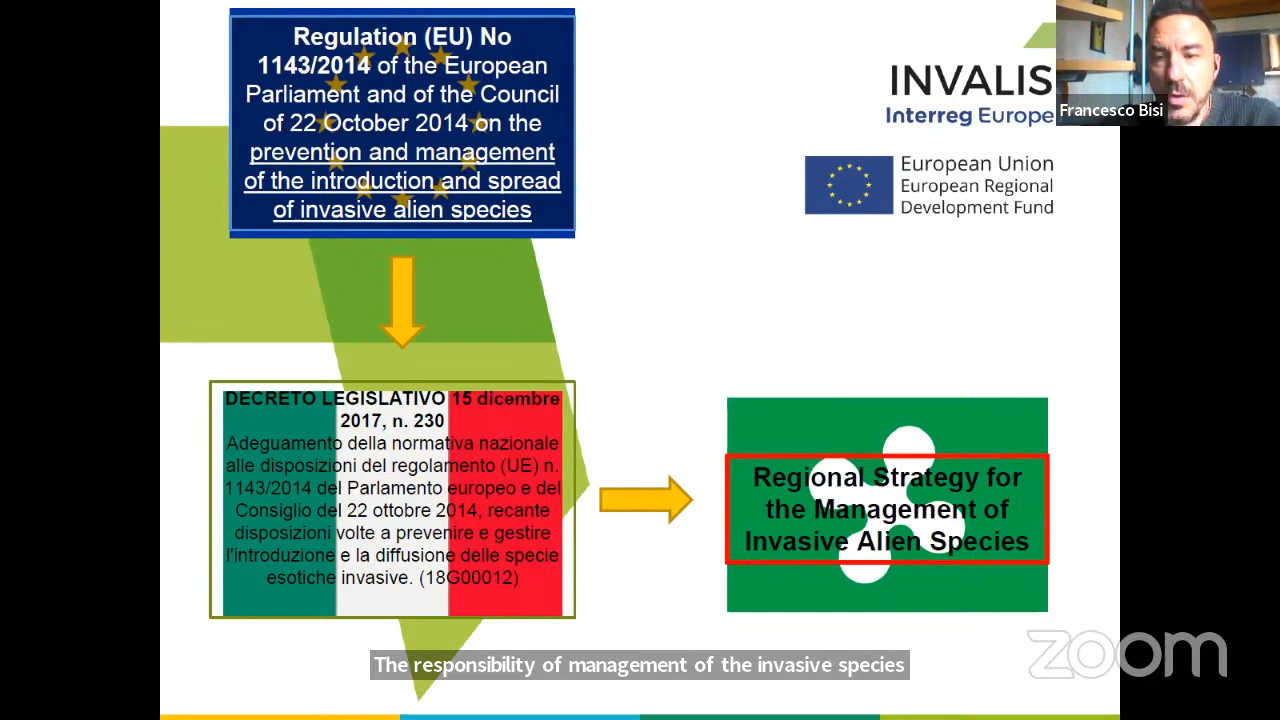 Regulation (EU) No
1143/2014 of the European
Parliament and of the Council
of 22 October 2014 on the
prevention and management
of the introduction and spread
of invasive alien species
INVALIS
Interreg Europe
Francesco Bisi
European Union
European Regional
Development Fund
DECRETO LEGISLATIVO 15 dicembre
2017, n. 230
Adeguamento della normativa nazionale
alle disposizioni del regolamento (UE) n.
1143/2014 del Parlamento europeo e del
Consiglio del 22 ottobre 2014, recante
disposizioni volte a prevenire e gestire
l'introduzione e la diffusione delle specie
esotiche invasive. (18G00012)
Regional Strategy for
the Management of
Invasive Alien Species
The responsibility of management of the invasive species
zoom